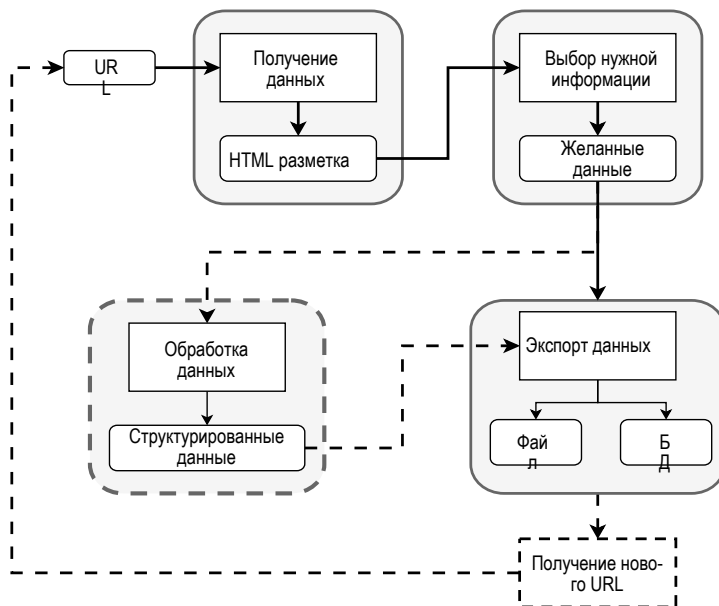 UR
L
Получение
данных
HTML разметка
Выбор нужной
информации
Желанные
данные
Обработка
данных
Структурированные
данные
Экспорт данных
Фай
л
Б
Д
Получение ново-
го URL